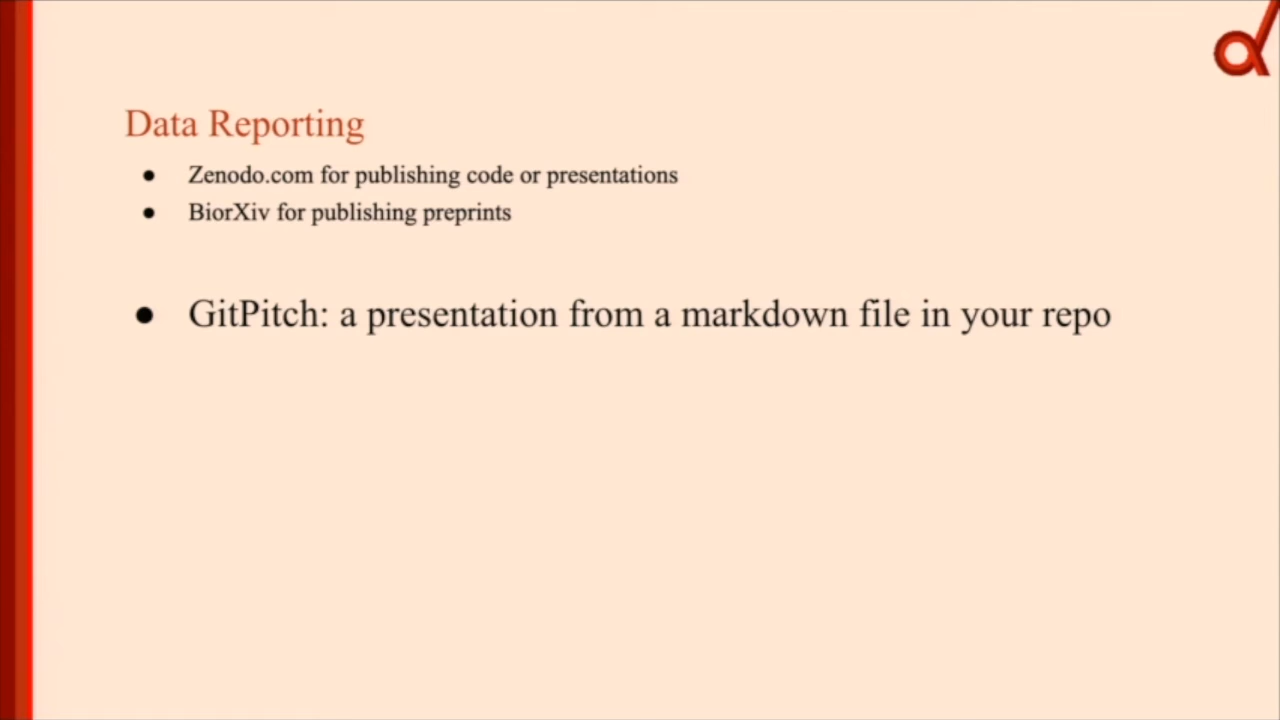 Data Reporting
● Zenodo.com for publishing code or presentations
● BiorXiv for publishing preprints
● GitPitch: a presentation from a markdown file in your repo